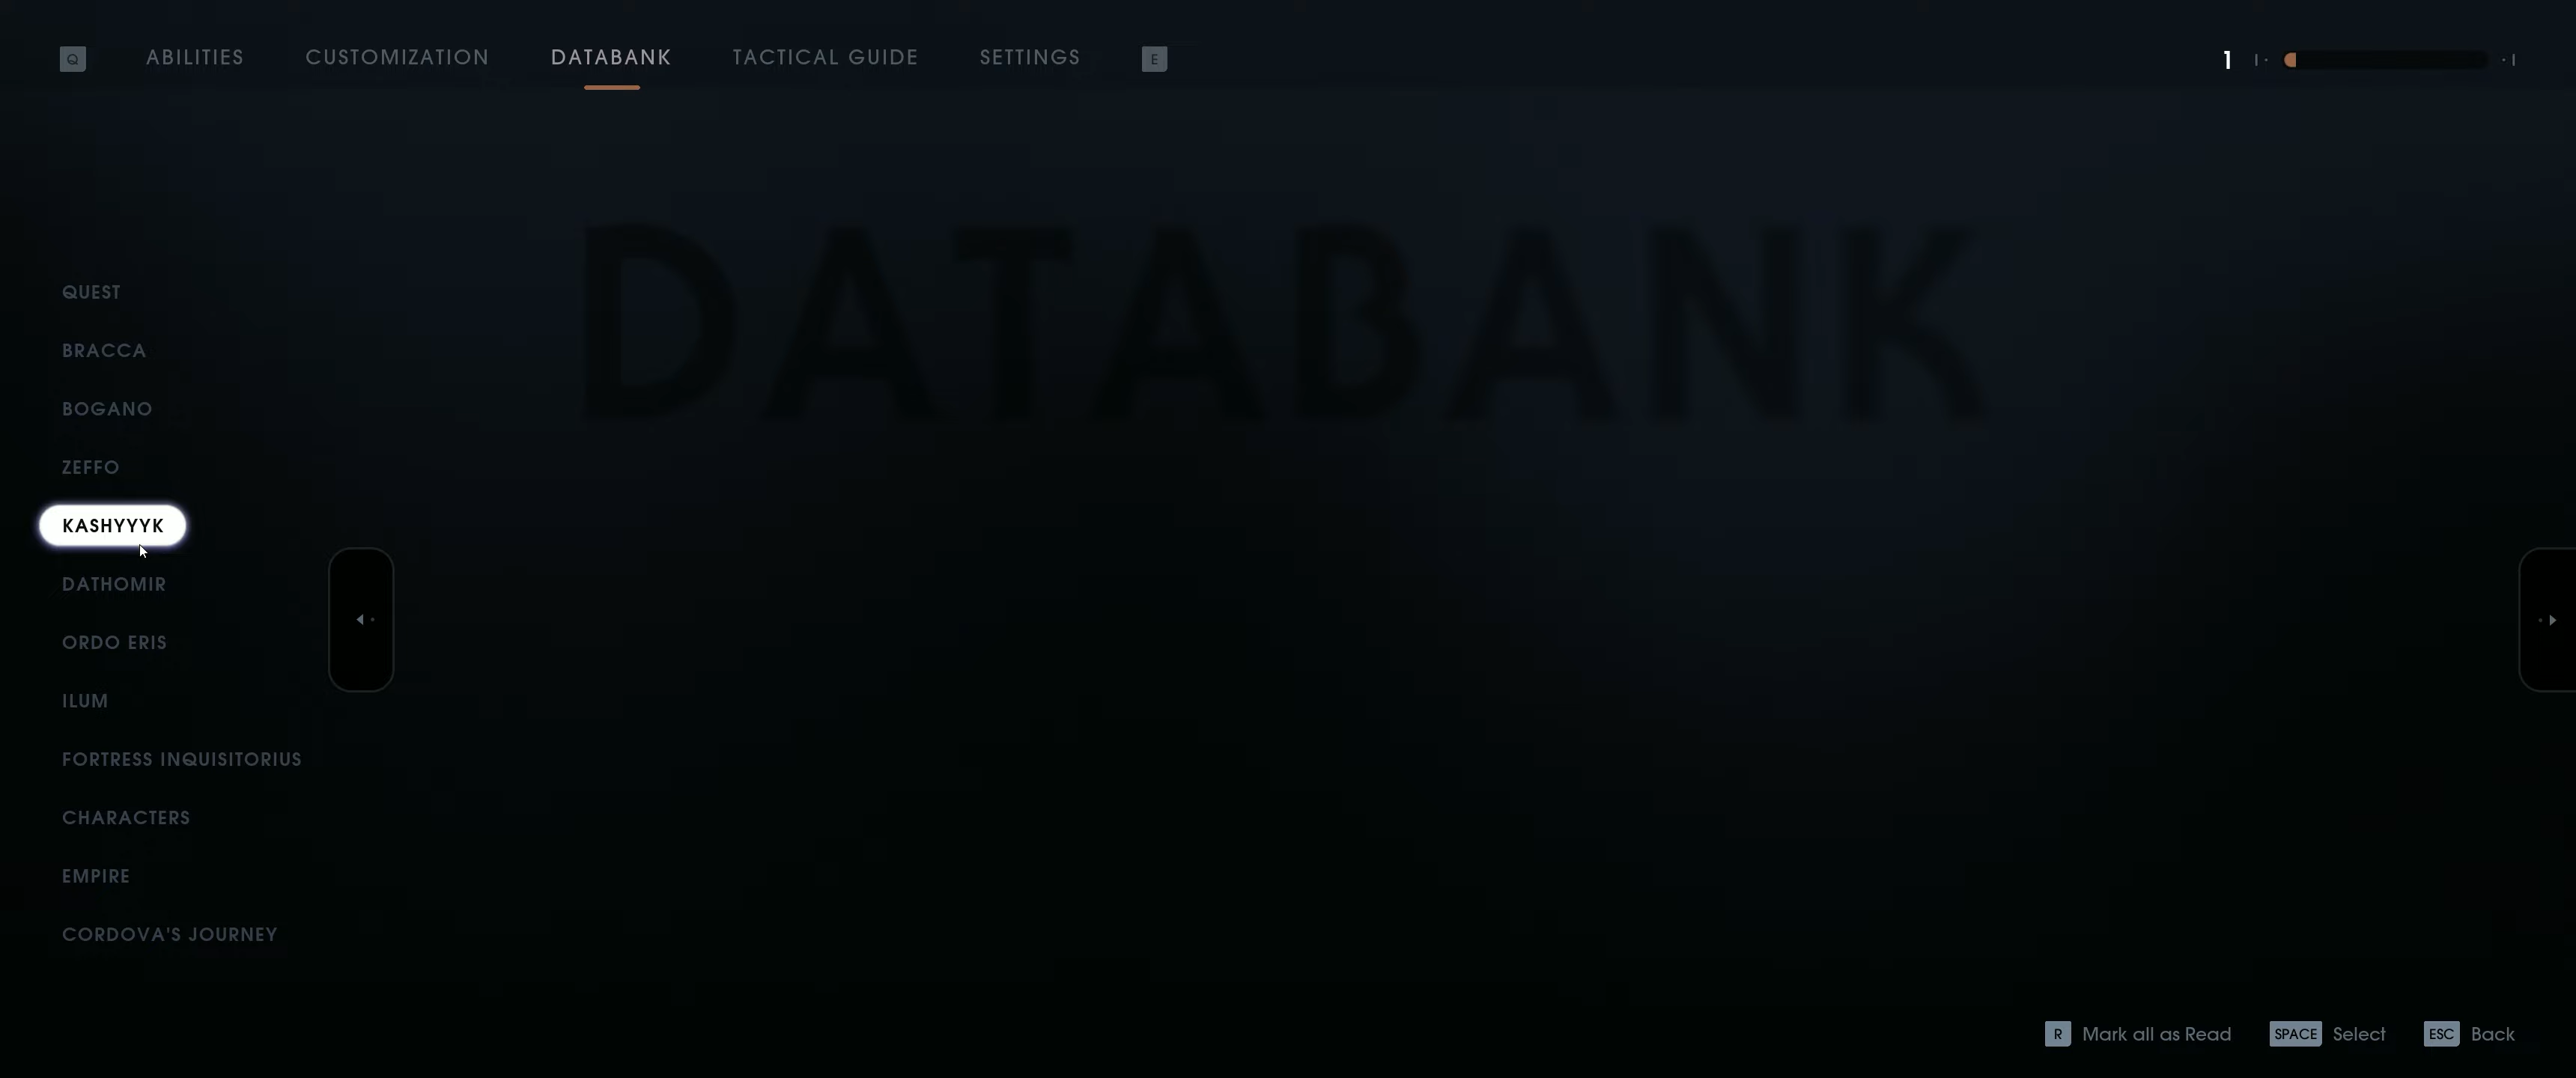 Q ABILITIES CUSTOMIZATION DATABANK TACTICAL GUIDE SETTINGS E 1
DATABANK
QUEST
BRACCA
BOGANO
ZEFFO
KASHYYYK
DATHOMIR
ORDO ERIS
ILUM
FORTRESS INQUISITORIUS
CHARACTERS
EMPIRE
CORDOVA'S JOURNEY
R Mark all as Read SPACE Select ESC Back